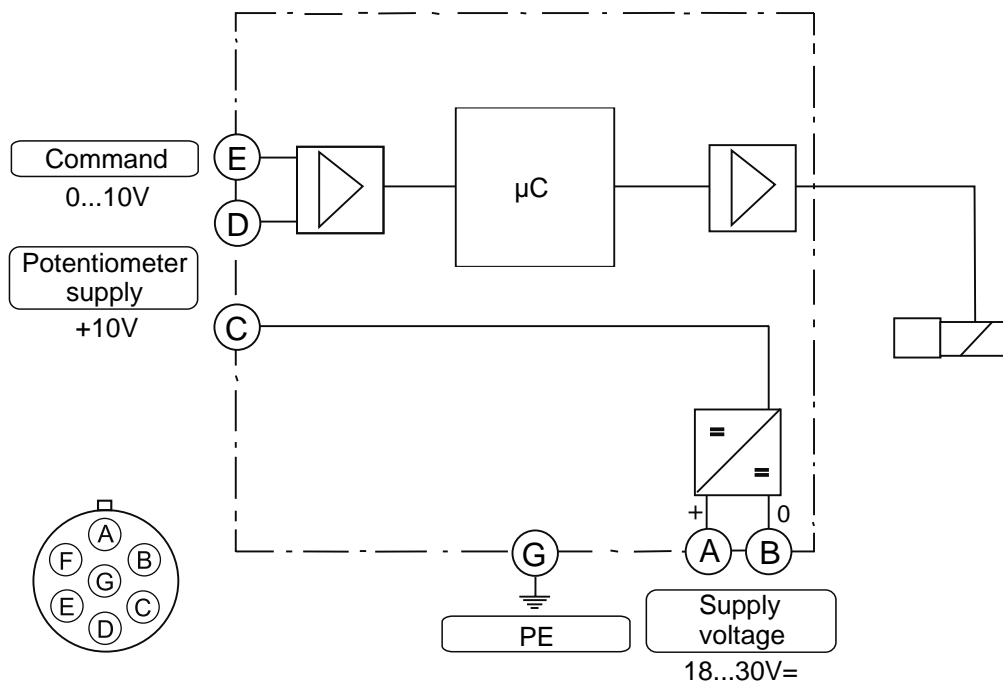 Command
0...10V
E
D
µC
Potentiometer
supply
+10V
C
=
=
+
0
G
A
B
PE
Supply
voltage
18...30V=
A
F
B
G
E
C
D